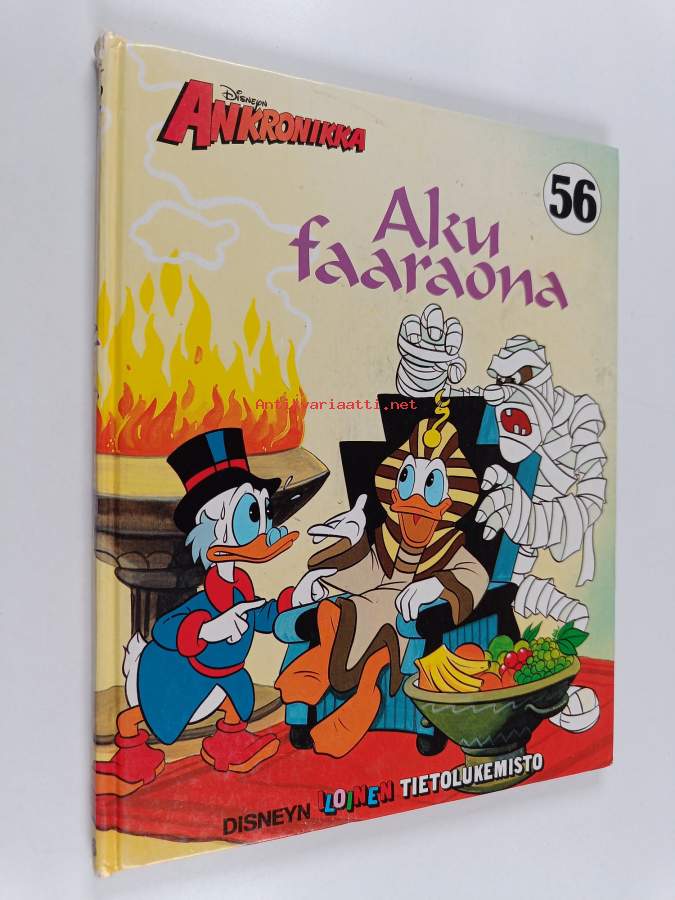 DISNEYN
ANKRONIKKA
56
Aku
faaraona
Antikvariaatti.net
DISNEYN ILOINEN TIETOLUKEMISTO